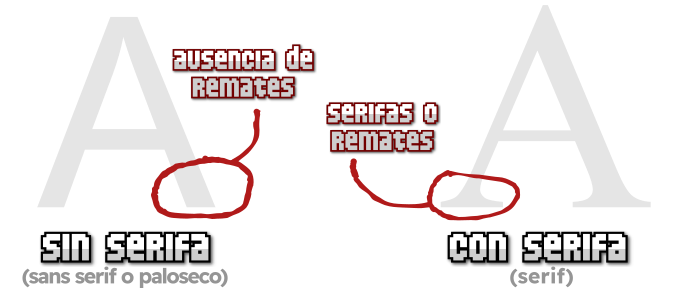 A
ausencia de
Remates
sin serifa
(sans serif o paloseco)
A
serifas o
Remates
con serifa
(serif)